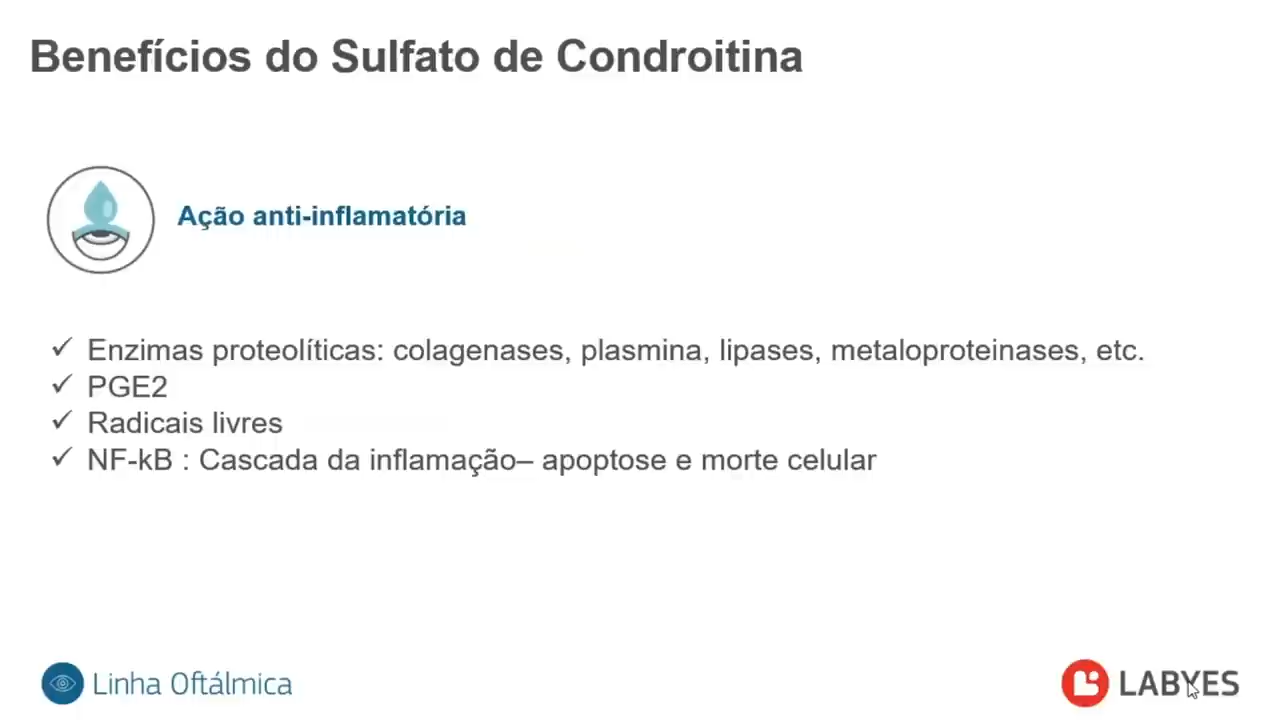 Benefícios do Sulfato de Condroitina
Ação anti-inflamatória
✓ Enzimas proteolíticas: colagenases, plasmina, lipases, metaloproteinases, etc.
✓ PGE2
✓ Radicais livres
✓ NF-kB : Cascada da inflamação– apoptose e morte celular
Linha Oftálmica
LABYES